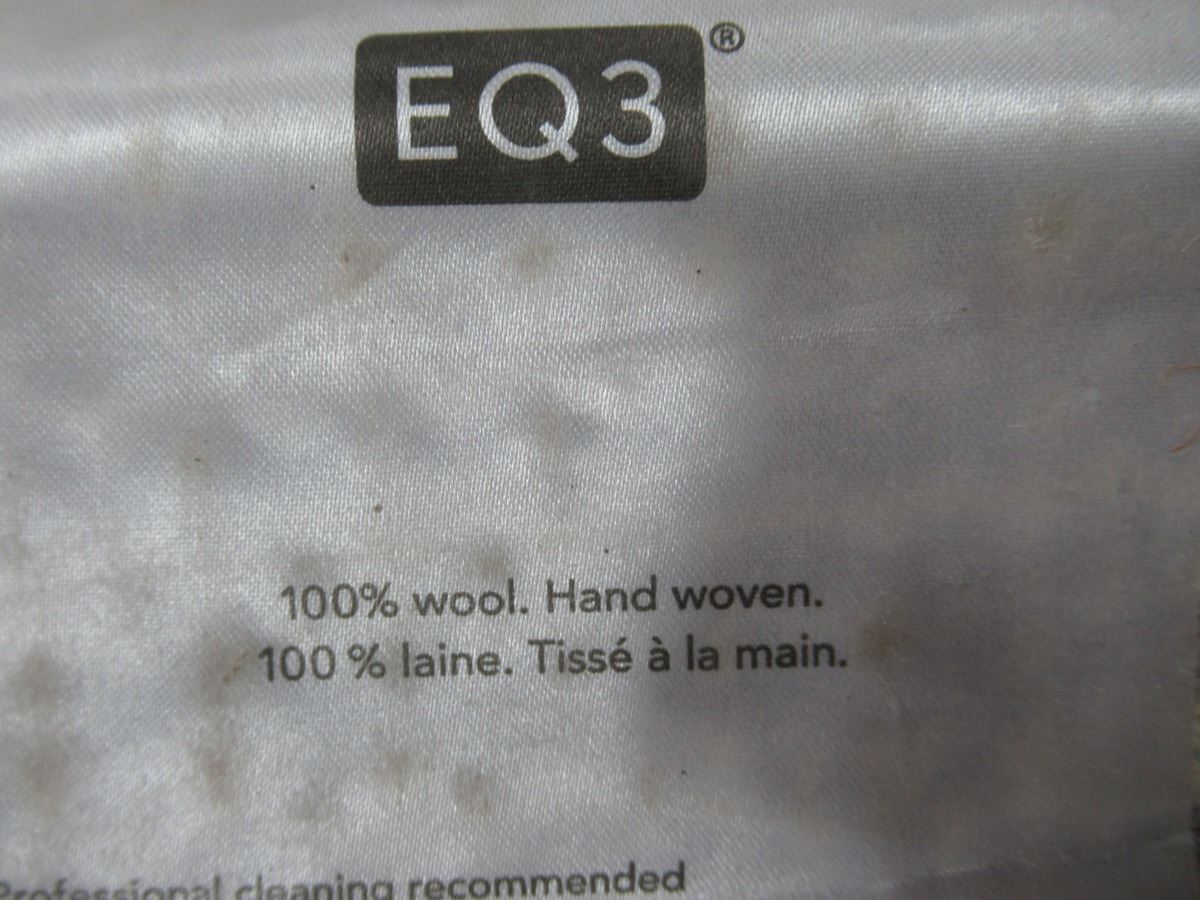 EQ3®
100% wool. Hand woven.
100 % laine. Tissé à la main.
Professional cleaning recommended